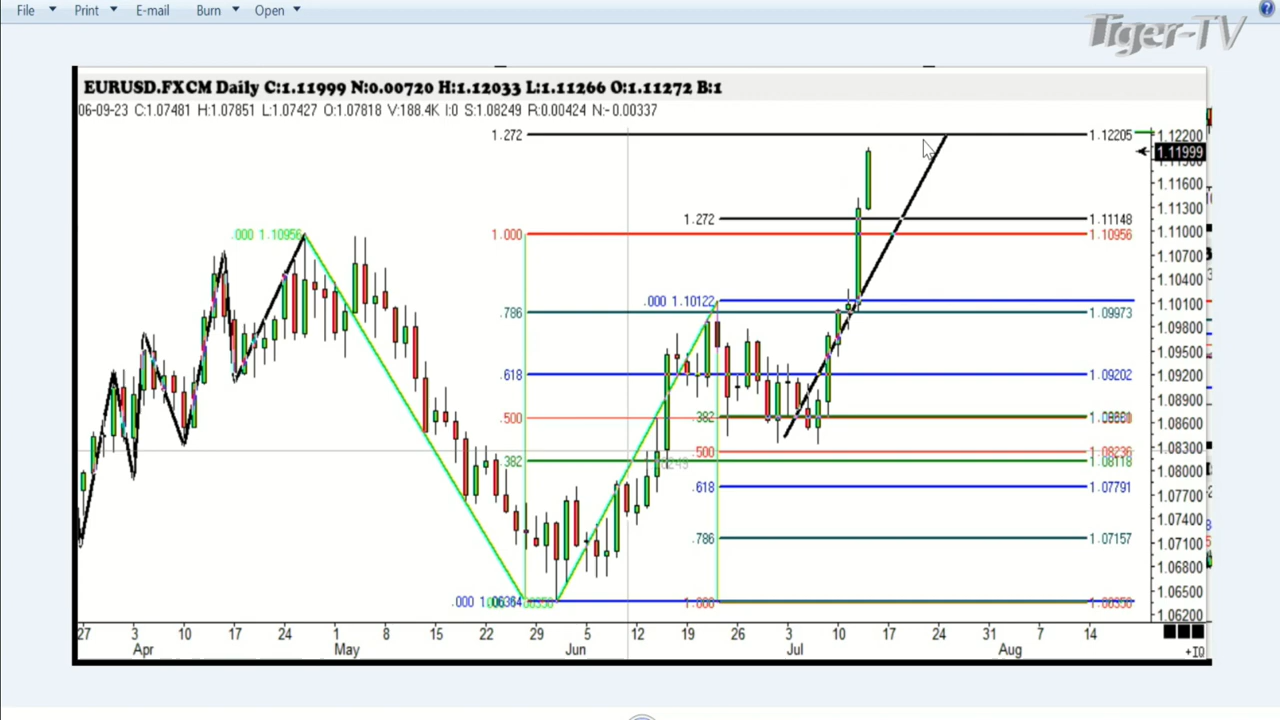 File Print E-mail Burn Open
Tiger-TV
EURUSD.FXCM Daily C:1.11999 N:0.00720 H:1.12033 L:1.11266 O:1.11272 B:1
06-09-23 C:1.07481 H:1.07851 L:1.07427 O:1.07818 V:188.4K I:0 S:1.08249 R:0.00424 N:-0.00337
1.272 1.12205 1.12200
1.11999
1.11600
1.272 1.11148 1.11300
.000 1.10956 1.000 1.10956 1.11000
1.10700
1.10400
.000 1.10122 1.10100
.786 1.09973 1.09800
1.09500
.618 1.09202 1.09200
1.08900
.500 .382 1.08600
.500 1.08236 1.08300
.382 1.08118 1.08000
.618 1.07791 1.07700
1.07400
.786 1.07157 1.07100
1.06800
1.06500
.000 1.06364 1.000
1.06200
27 3 10 17 24 1 8 15 22 29 5 12 19 26 3 10 17 24 31 7 14
Apr May Jun Jul Aug
+IQ